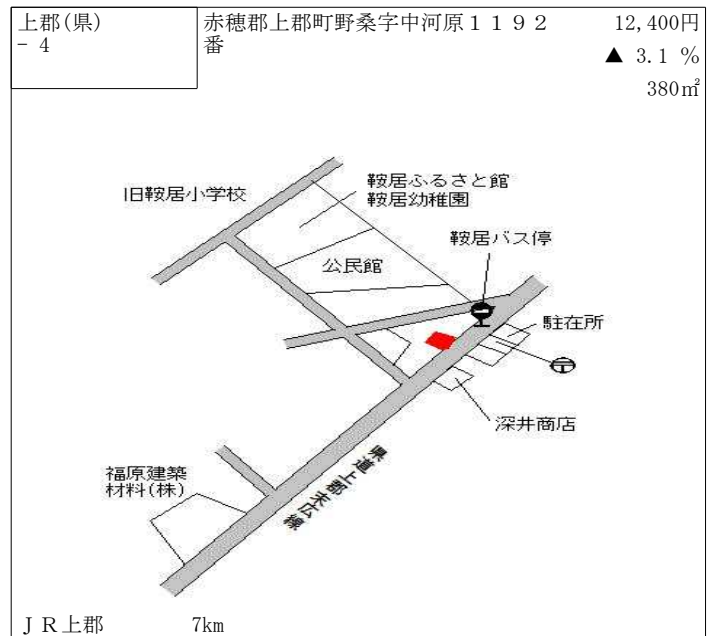 上郡(県)
- 4
赤穂郡上郡町野桑字中河原1192
番
12,400円
▲ 3.1 %
380㎡
旧鞍居小学校
鞍居ふるさと館
鞍居幼稚園
鞍居バス停
公民館
駐在所
深井商店
県道上郡末広線
福原建築
材料(株)
JR上郡 7km